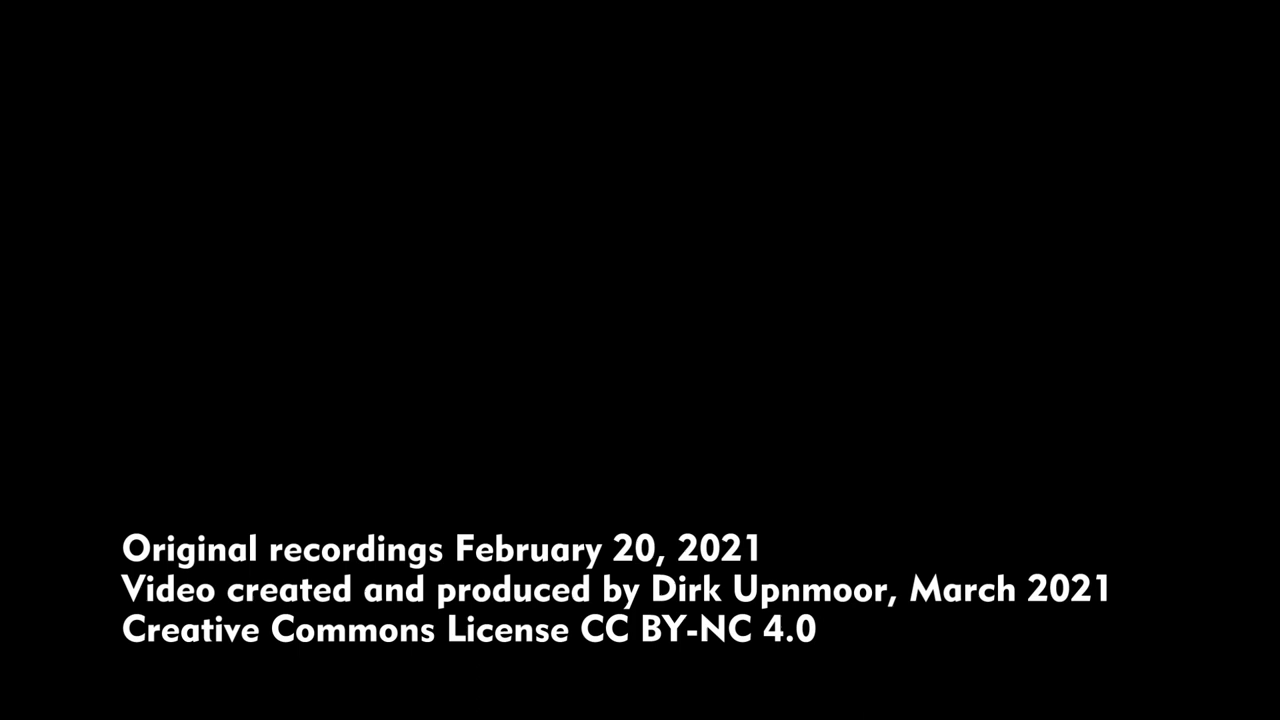 Original recordings February 20, 2021
Video created and produced by Dirk Upnmoor, March 2021
Creative Commons License CC BY-NC 4.0